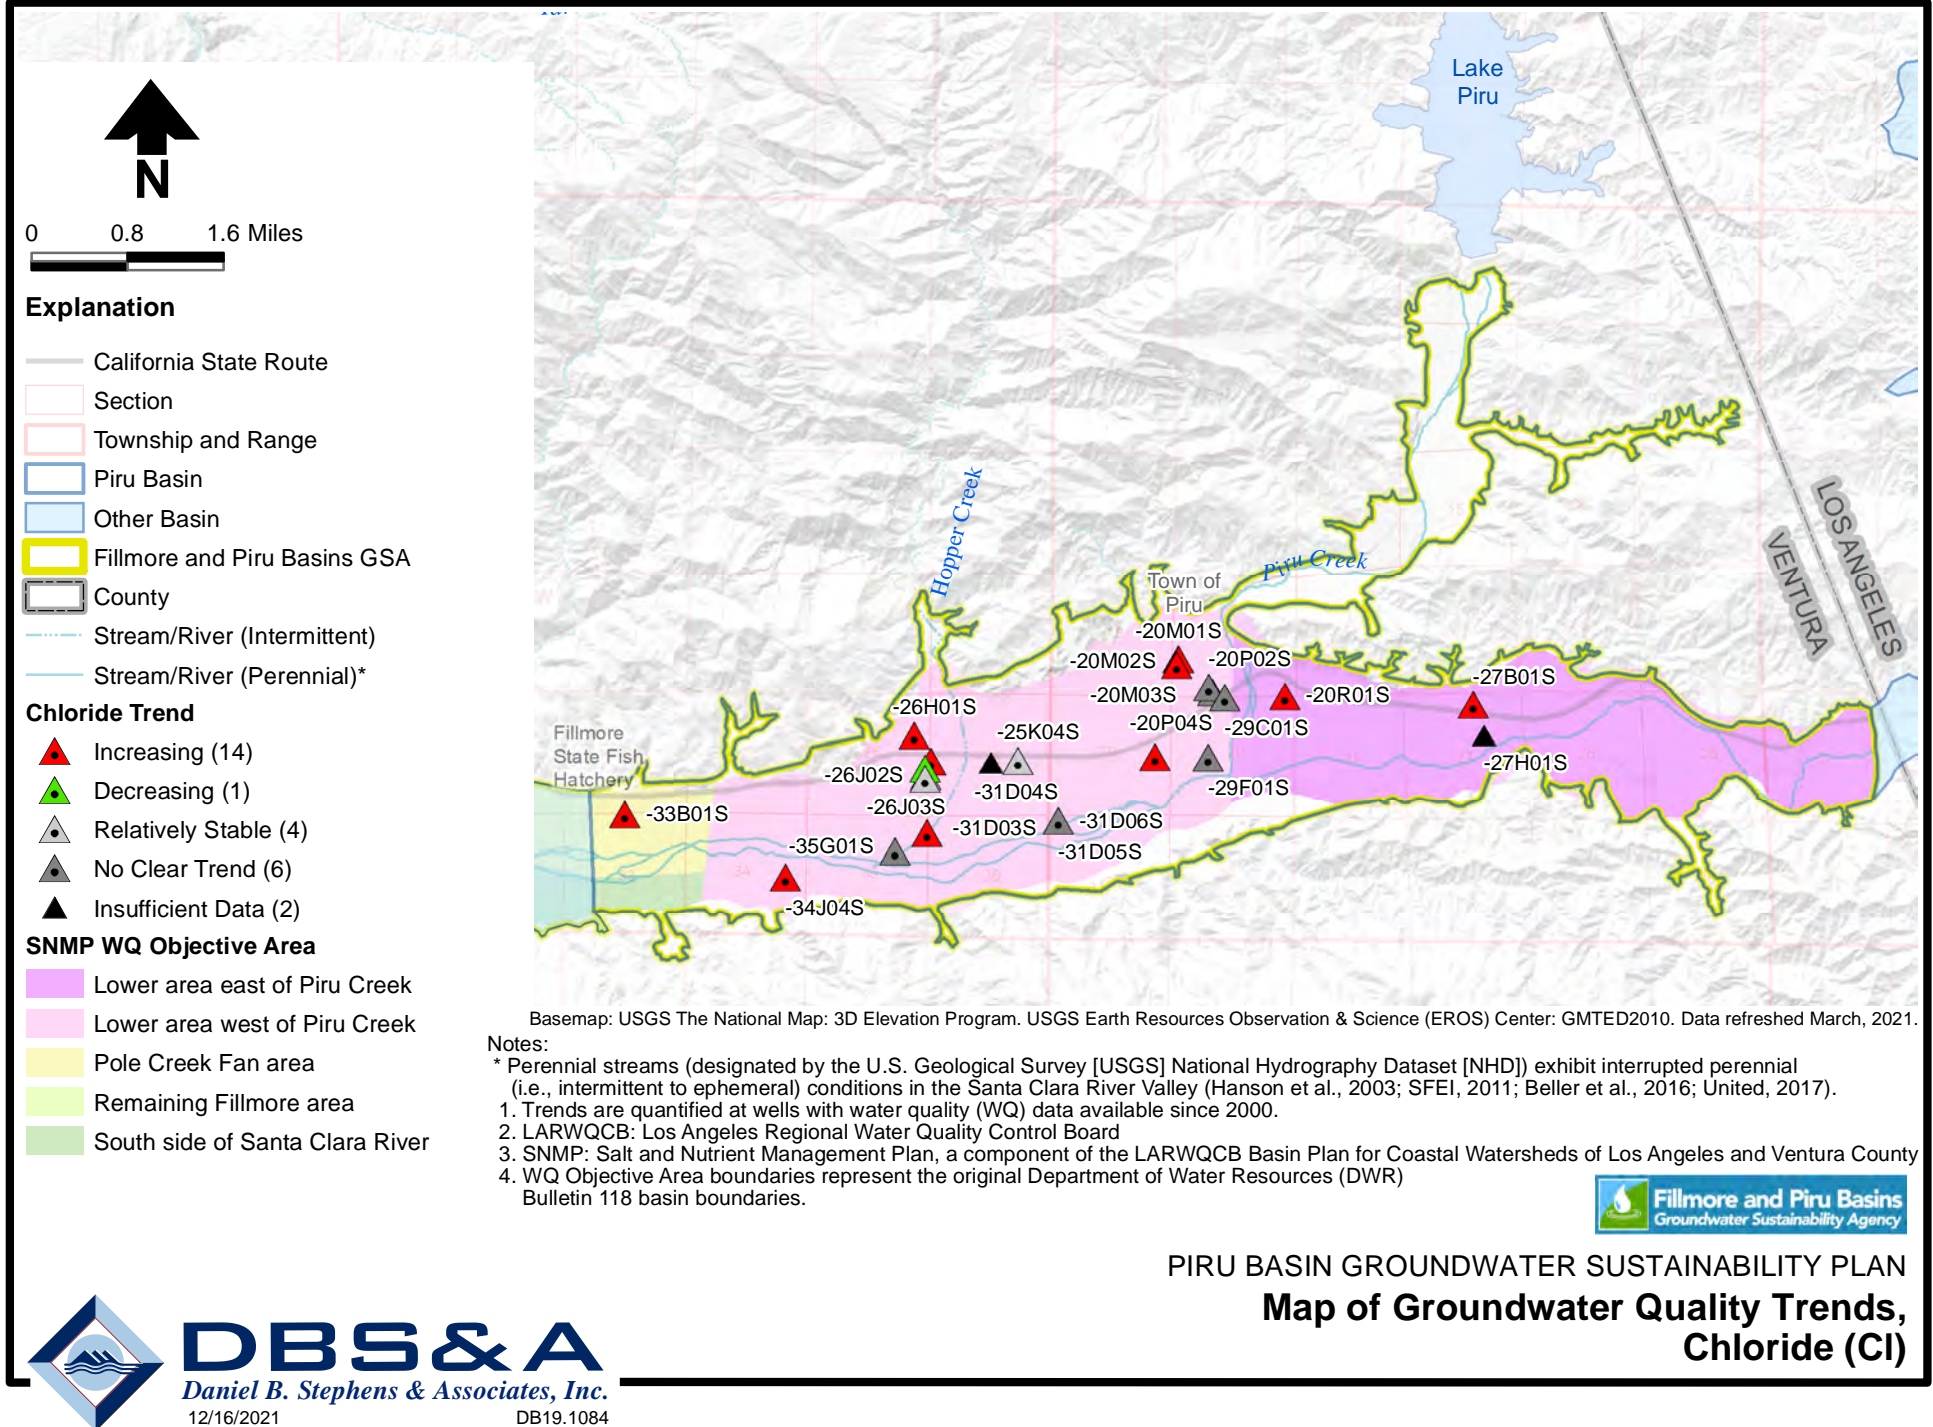 Lake
Piru
N
0 0.8 1.6 Miles
Explanation
California State Route
Section
Township and Range
Piru Basin
Other Basin
Fillmore and Piru Basins GSA
County
Stream/River (Intermittent)
Stream/River (Perennial)*
Chloride Trend
Increasing (14)
Decreasing (1)
Relatively Stable (4)
No Clear Trend (6)
Insufficient Data (2)
SNMP WQ Objective Area
Lower area east of Piru Creek
Lower area west of Piru Creek
Pole Creek Fan area
Remaining Fillmore area
South side of Santa Clara River
Hopper Creek
Piru Creek
LOS ANGELES
VENTURA
Town of
Piru
-20M01S
-20M02S
-20P02S
-20M03S
-20R01S
-27B01S
-26H01S
-20P04S
-29C01S
-25K04S
Fillmore
State Fish
Hatchery
-26J02S
-27H01S
-31D04S
-29F01S
-26J03S
-33B01S
-31D03S
-31D06S
-35G01S
-31D05S
-34J04S
Basemap: USGS The National Map: 3D Elevation Program. USGS Earth Resources Observation & Science (EROS) Center: GMTED2010. Data refreshed March, 2021.
Notes:
* Perennial streams (designated by the U.S. Geological Survey [USGS] National Hydrography Dataset [NHD]) exhibit interrupted perennial
(i.e., intermittent to ephemeral) conditions in the Santa Clara River Valley (Hanson et al., 2003; SFEI, 2011; Beller et al., 2016; United, 2017).
1. Trends are quantified at wells with water quality (WQ) data available since 2000.
2. LARWQCB: Los Angeles Regional Water Quality Control Board
3. SNMP: Salt and Nutrient Management Plan, a component of the LARWQCB Basin Plan for Coastal Watersheds of Los Angeles and Ventura County
4. WQ Objective Area boundaries represent the original Department of Water Resources (DWR)
Bulletin 118 basin boundaries.
Fillmore and Piru Basins
Groundwater Sustainability Agency
PIRU BASIN GROUNDWATER SUSTAINABILITY PLAN
Map of Groundwater Quality Trends,
Chloride (Cl)
DBS&A
Daniel B. Stephens & Associates, Inc.
12/16/2021 DB19.1084